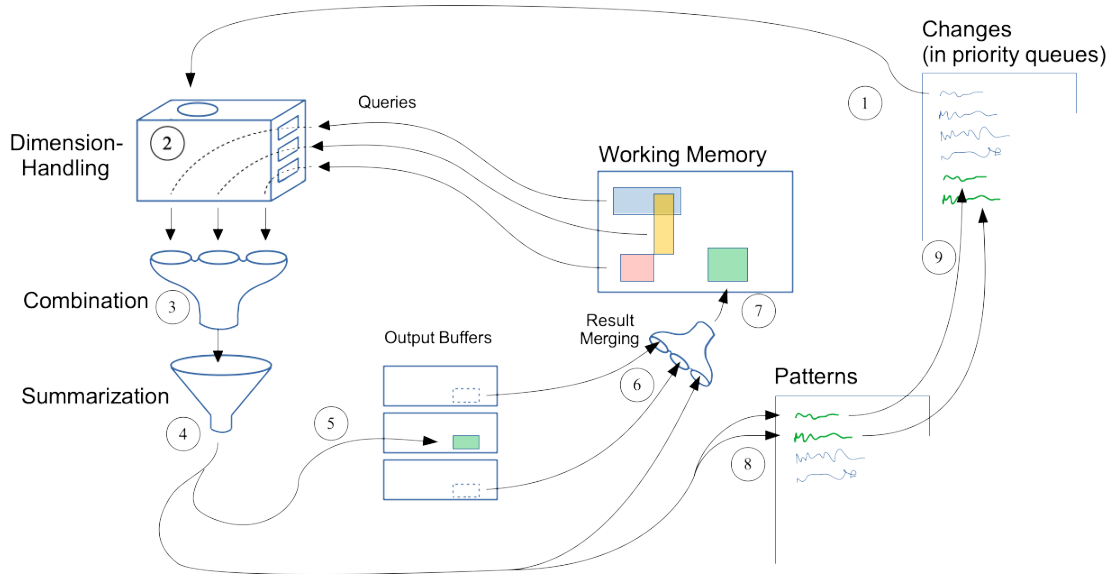 Changes
(in priority queues)
1
Queries
2
Dimension-
Handling
Working Memory
9
Combination
3
7
Result
Merging
Output Buffers
6
Patterns
Summarization
5
4
8